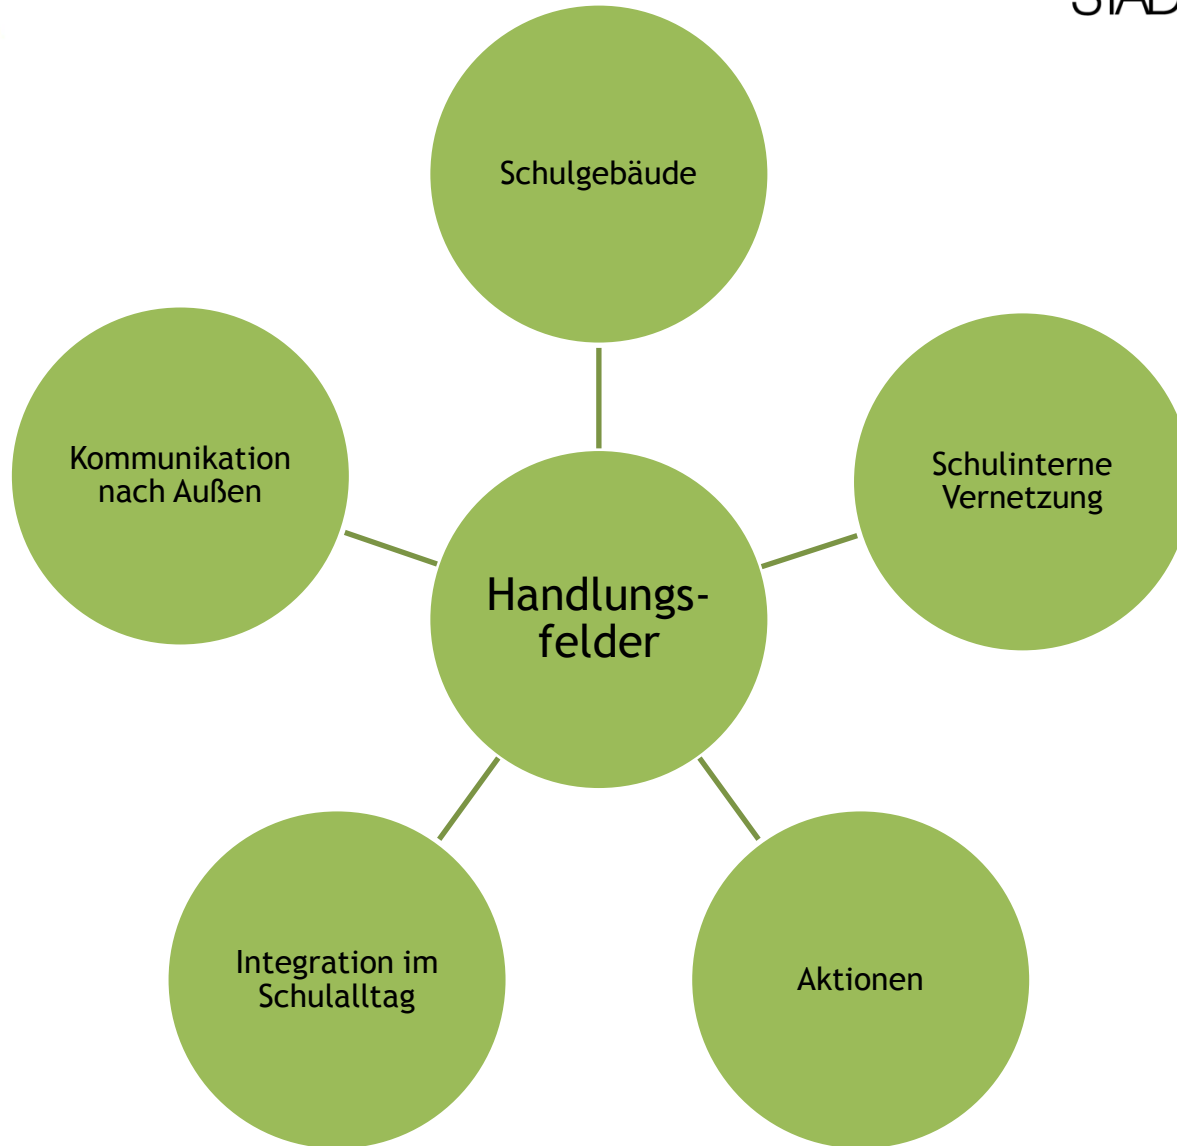 Schulgebäude
Kommunikation
nach Außen
Schulinterne
Vernetzung
Handlungs-
felder
Integration im
Schulalltag
Aktionen